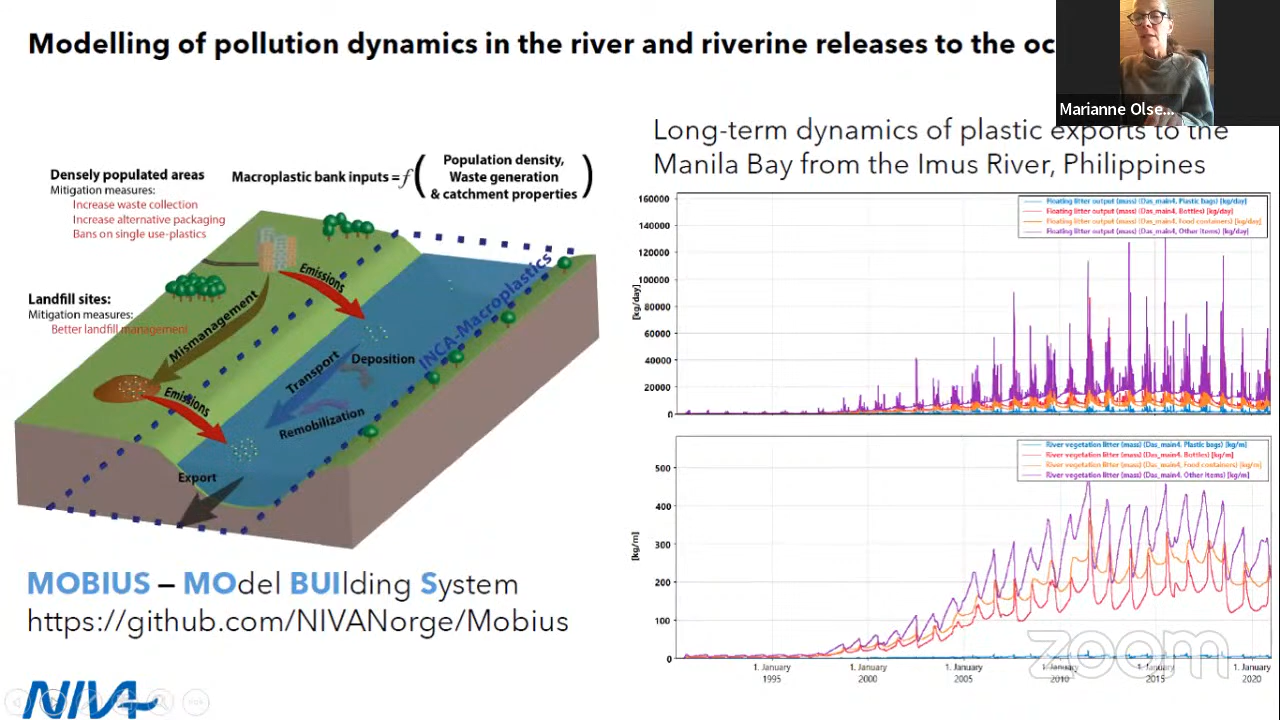 Modelling of pollution dynamics in the river and riverine releases to the oc
Marianne Olse...
Long-term dynamics of plastic exports to the
Manila Bay from the Imus River, Philippines
Densely populated areas
Mitigation measures:
Increase waste collection
Increase alternative packaging
Bans on single use-plastics
Macroplastic bank inputs = f ( Population density,
Waste generation
& catchment properties )
Landfill sites:
Mitigation measures:
Better landfill management
Emissions
Mismanagement
INCA-Macroplastics
Deposition
Transport
Emissions
Remobilization
Export
Floating litter output (mass) (Das_main4, Plastic bags) [kg/day]
Floating litter output (mass) (Das_main4, Bottles) [kg/day]
Floating litter output (mass) (Das_main4, Food containers) [kg/day]
Floating litter output (mass) (Das_main4, Other items) [kg/day]
160000
140000
120000
100000
80000
60000
40000
20000
0
[kg/day]
River vegetation litter (mass) (Das_main4, Plastic bags) [kg/m]
River vegetation litter (mass) (Das_main4, Bottles) [kg/m]
River vegetation litter (mass) (Das_main4, Food containers) [kg/m]
River vegetation litter (mass) (Das_main4, Other items) [kg/m]
500
400
300
200
100
0
[kg/m]
1. January 1. January 1. January 1. January 1. January 1. January
1995 2000 2005 2010 2015 2020
MOBIUS – MOdel BUIlding System
https://github.com/NIVANorge/Mobius
zoom
NIVA